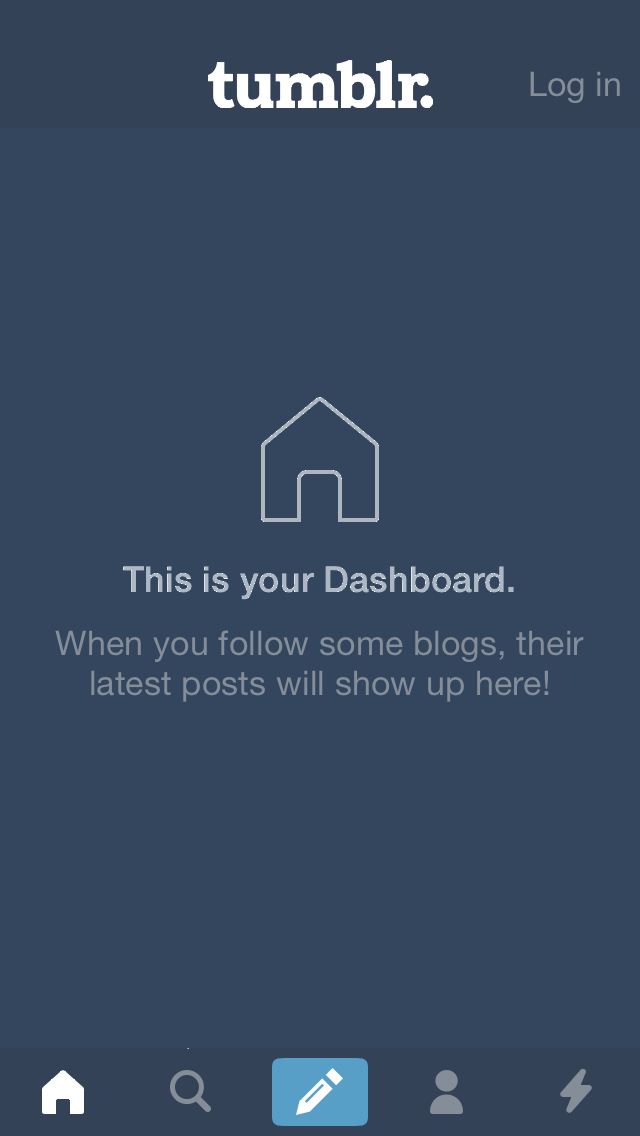 tumblr.
Log in
This is your Dashboard.
When you follow some blogs, their
latest posts will show up here!